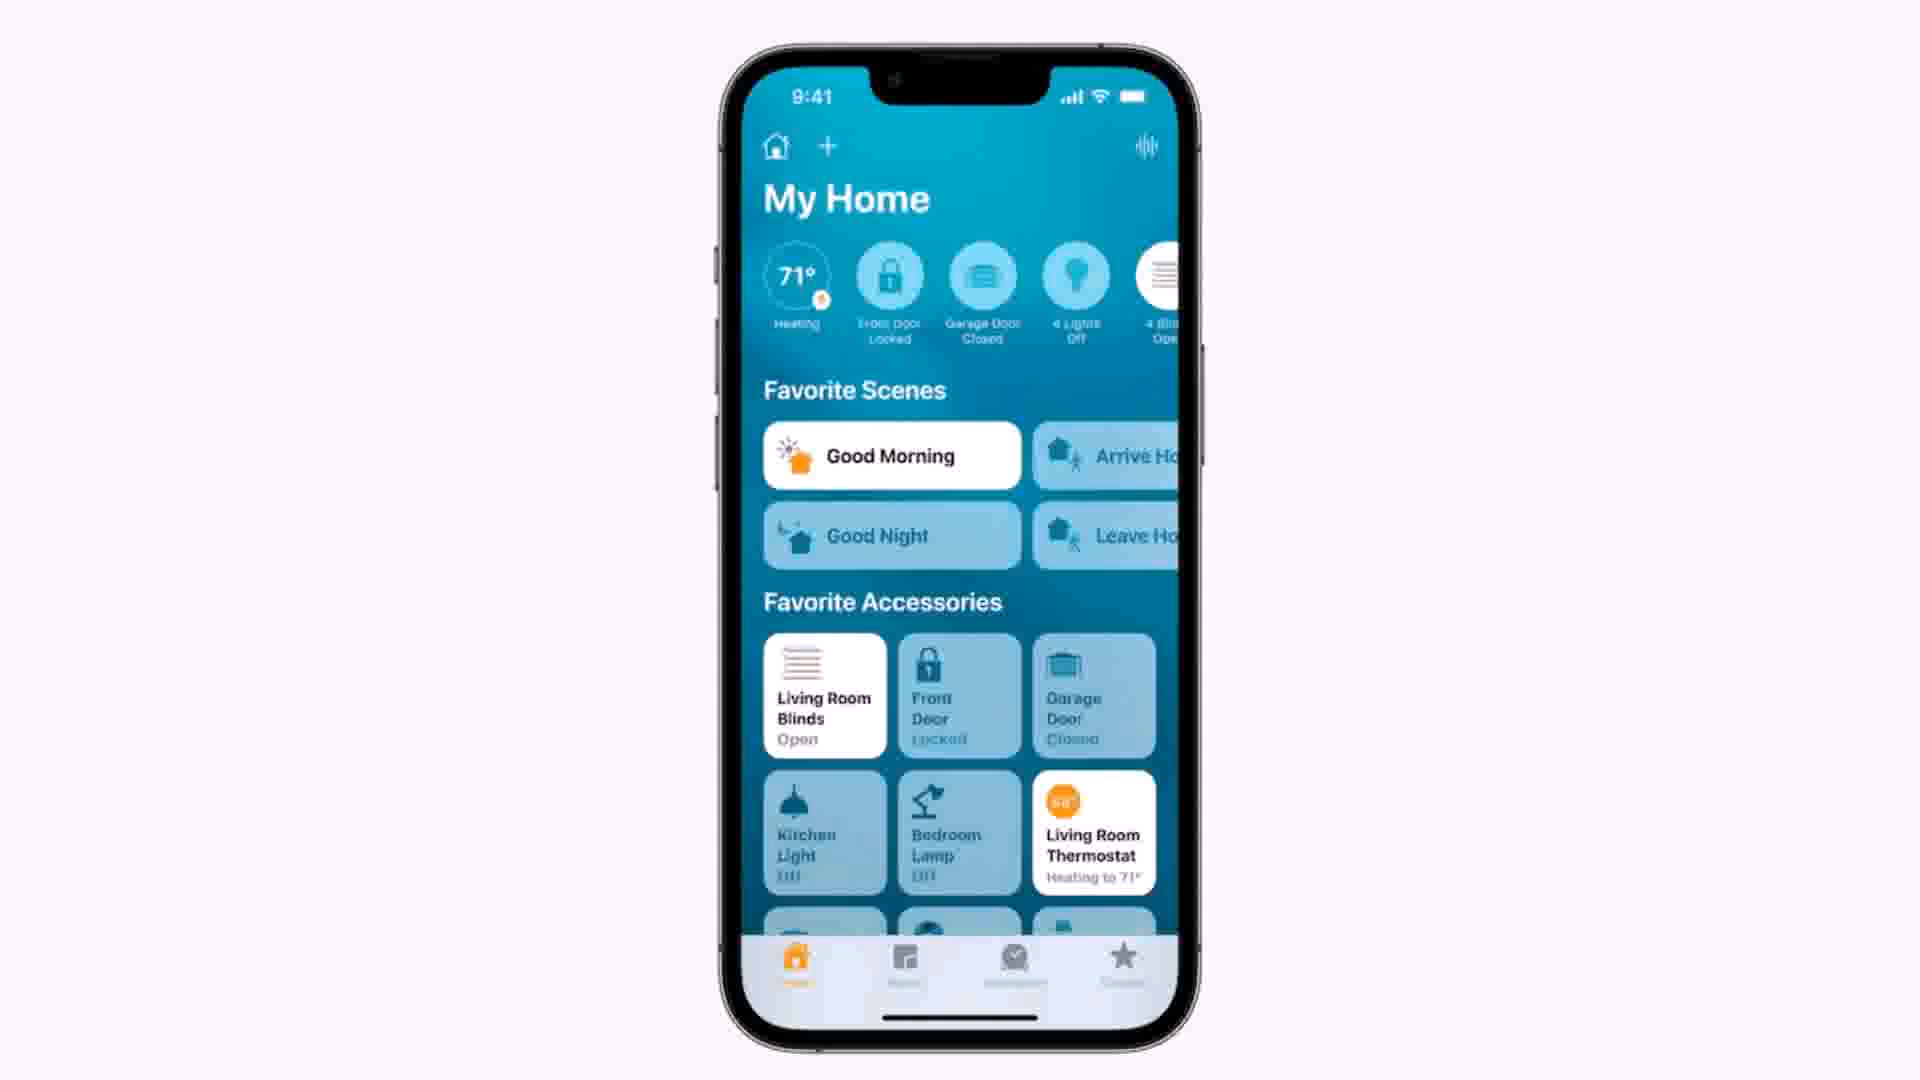 9:41
My Home
71°
Heating
Front Door
Locked
Garage Door
Closed
4 Lights
Off
4 Blin
Ope
Favorite Scenes
Good Morning
Arrive Ho
Good Night
Leave Ho
Favorite Accessories
Living Room
Blinds
Open
Front
Door
Locked
Garage
Door
Closed
Kitchen
Light
Off
Bedroom
Lamp
Off
Living Room
Thermostat
Heating to 71°